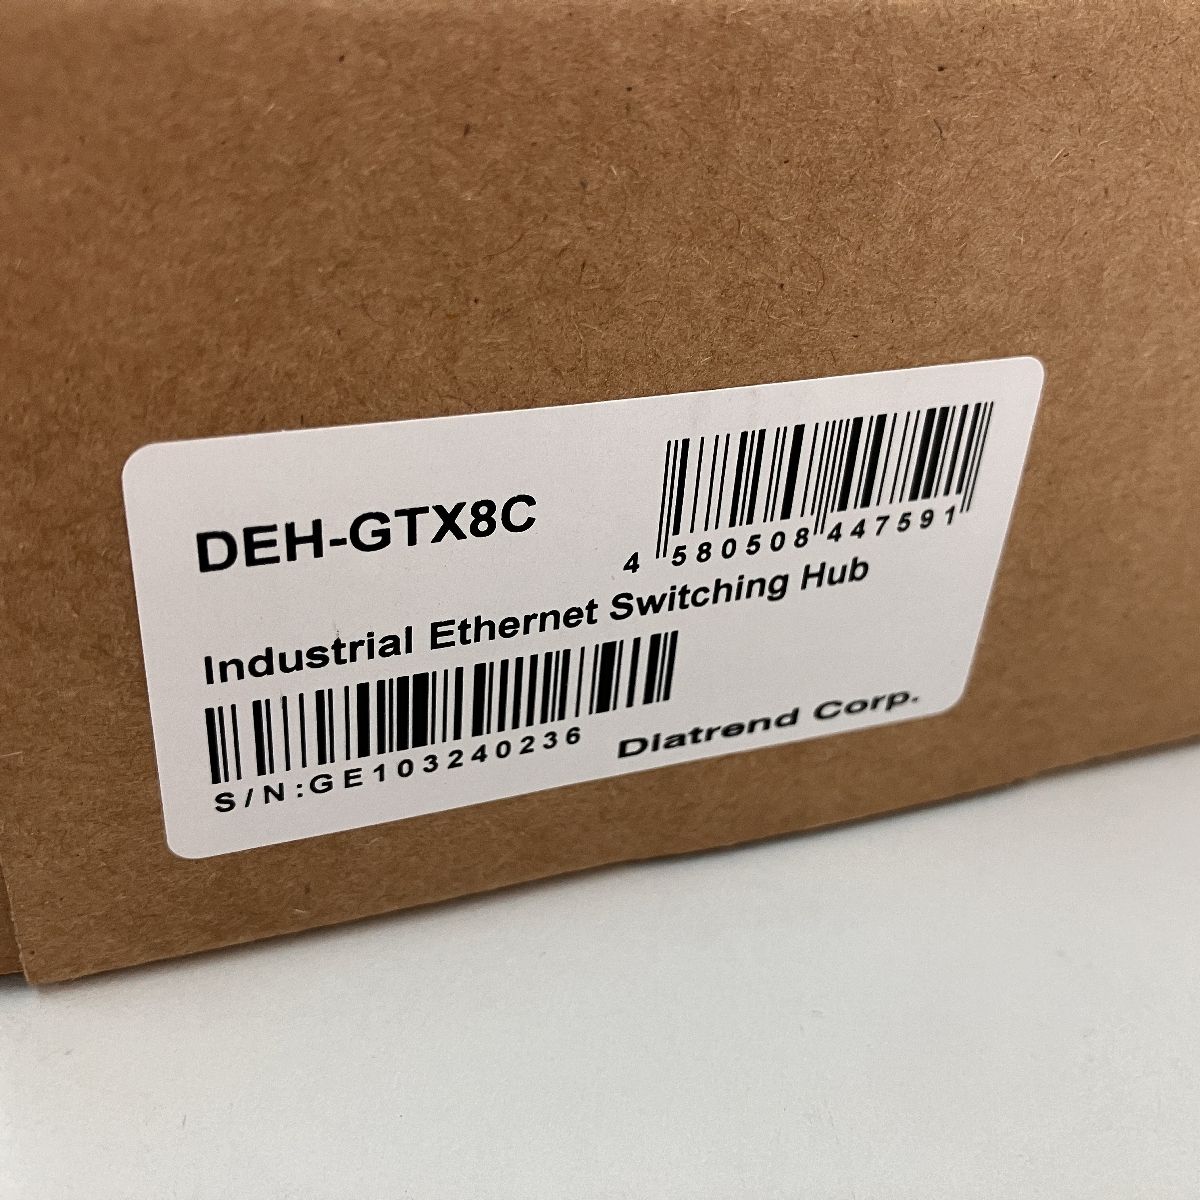 DEH-GTX8C
4 580508 447591
Industrial Ethernet Switching Hub
S/N:GE103240236
Diatrend Corp.